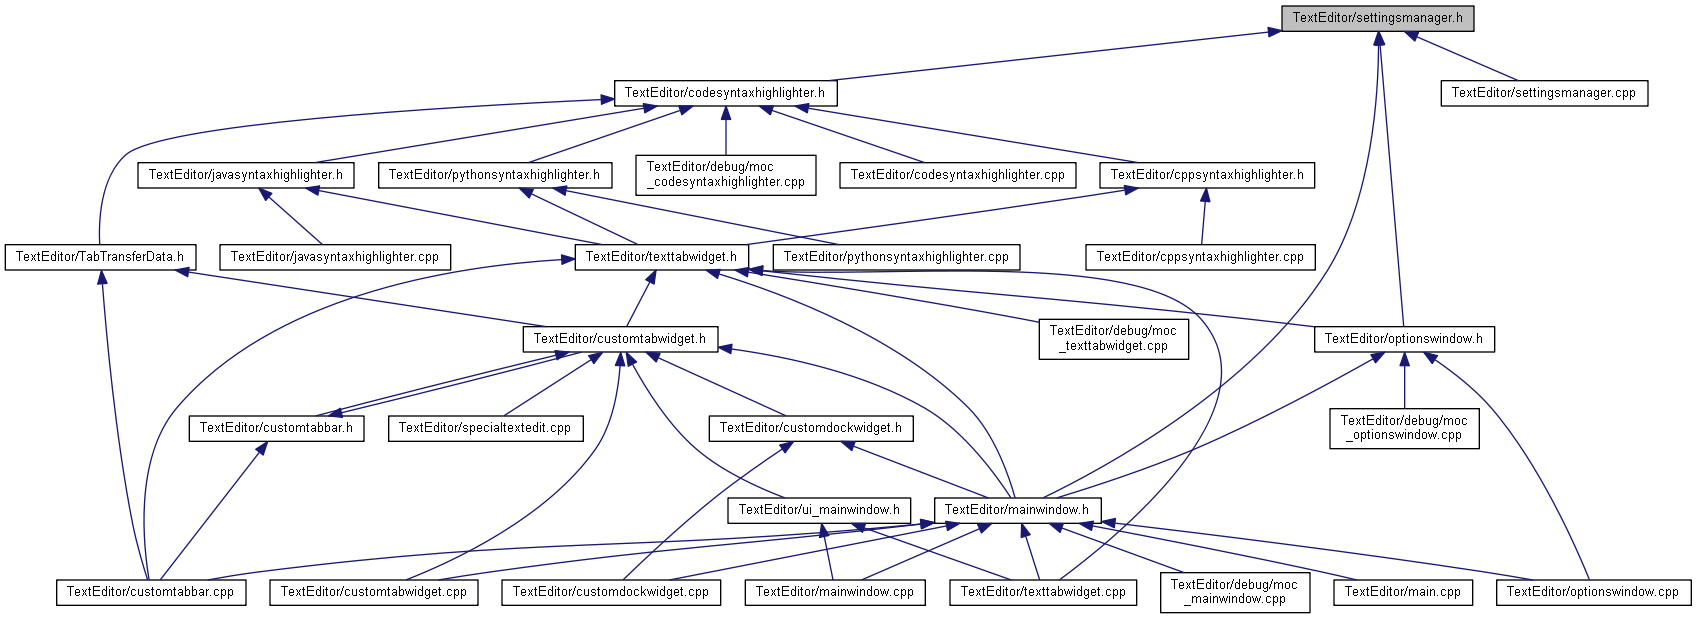 TextEditor/settingsmanager.h
TextEditor/codesyntaxhighlighter.h
TextEditor/settingsmanager.cpp
TextEditor/javasyntaxhighlighter.h
TextEditor/pythonsyntaxhighlighter.h
TextEditor/debug/moc
_codesyntaxhighlighter.cpp
TextEditor/codesyntaxhighlighter.cpp
TextEditor/cppsyntaxhighlighter.h
TextEditor/TabTransferData.h
TextEditor/javasyntaxhighlighter.cpp
TextEditor/texttabwidget.h
TextEditor/pythonsyntaxhighlighter.cpp
TextEditor/cppsyntaxhighlighter.cpp
TextEditor/customtabwidget.h
TextEditor/debug/moc
_texttabwidget.cpp
TextEditor/optionswindow.h
TextEditor/customtabbar.h
TextEditor/specialtextedit.cpp
TextEditor/customdockwidget.h
TextEditor/debug/moc
_optionswindow.cpp
TextEditor/ui_mainwindow.h
TextEditor/mainwindow.h
TextEditor/customtabbar.cpp
TextEditor/customtabwidget.cpp
TextEditor/customdockwidget.cpp
TextEditor/mainwindow.cpp
TextEditor/texttabwidget.cpp
TextEditor/debug/moc
_mainwindow.cpp
TextEditor/main.cpp
TextEditor/optionswindow.cpp